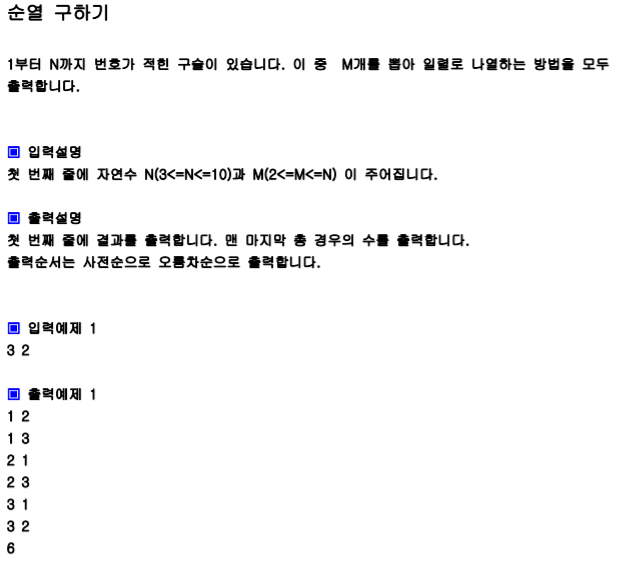 순열 구하기
1부터 N까지 번호가 적힌 구슬이 있습니다. 이 중 M개를 뽑아 일렬로 나열하는 방법을 모두
출력합니다.
▣ 입력설명
첫 번째 줄에 자연수 N(3<=N<=10)과 M(2<=M<=N) 이 주어집니다.
▣ 출력설명
첫 번째 줄에 결과를 출력합니다. 맨 마지막 총 경우의 수를 출력합니다.
출력순서는 사전순으로 오름차순으로 출력합니다.
▣ 입력예제 1
3 2
▣ 출력예제 1
1 2
1 3
2 1
2 3
3 1
3 2
6